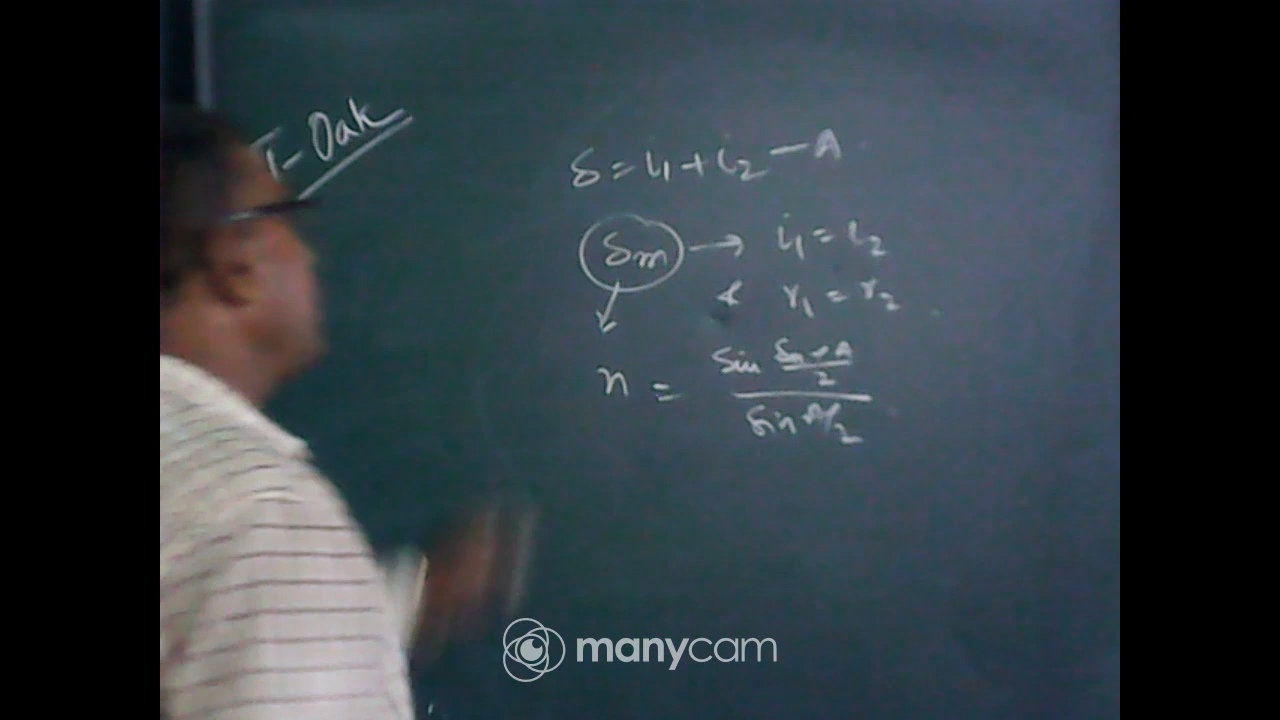 T-Oak
δ = i₁ + i₂ - A
δm → i₁ = i₂
& r₁ = r₂
n = sin (δm + A)/2 / sin A/2
manycam